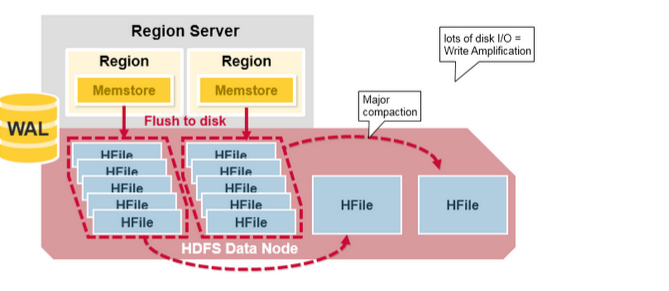 Region Server
lots of disk I/O =
Write Amplification
Region
Region
Memstore
Memstore
Major
compaction
Flush to disk
WAL
HFile
HFile
HFile
HFile
HFile
HFile
HFile
HFile
HFile
HFile
HFile
HFile
HDFS Data Node